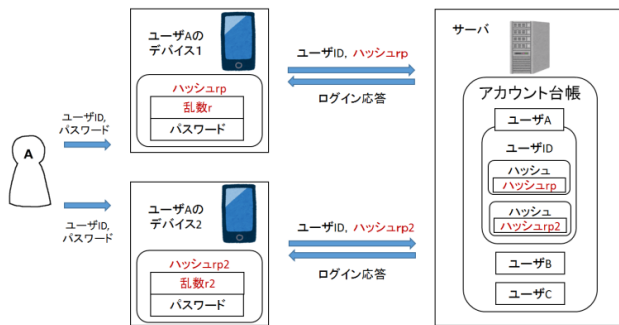 A
ユーザID,
パスワード
ユーザID,
パスワード
ユーザAの
デバイス1
ハッシュrp
乱数r
パスワード
ユーザAの
デバイス2
ハッシュrp2
乱数r2
パスワード
ユーザID, ハッシュrp
ログイン応答
ユーザID, ハッシュrp2
ログイン応答
サーバ
アカウント台帳
ユーザA
ユーザID
ハッシュ
ハッシュrp
ハッシュ
ハッシュrp2
ユーザB
ユーザC